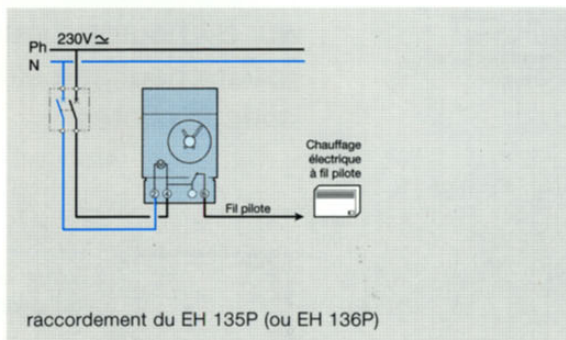 Ph 230V
N
Chauffage
électrique
à fil pilote
Fil pilote
raccordement du EH 135P (ou EH 136P)